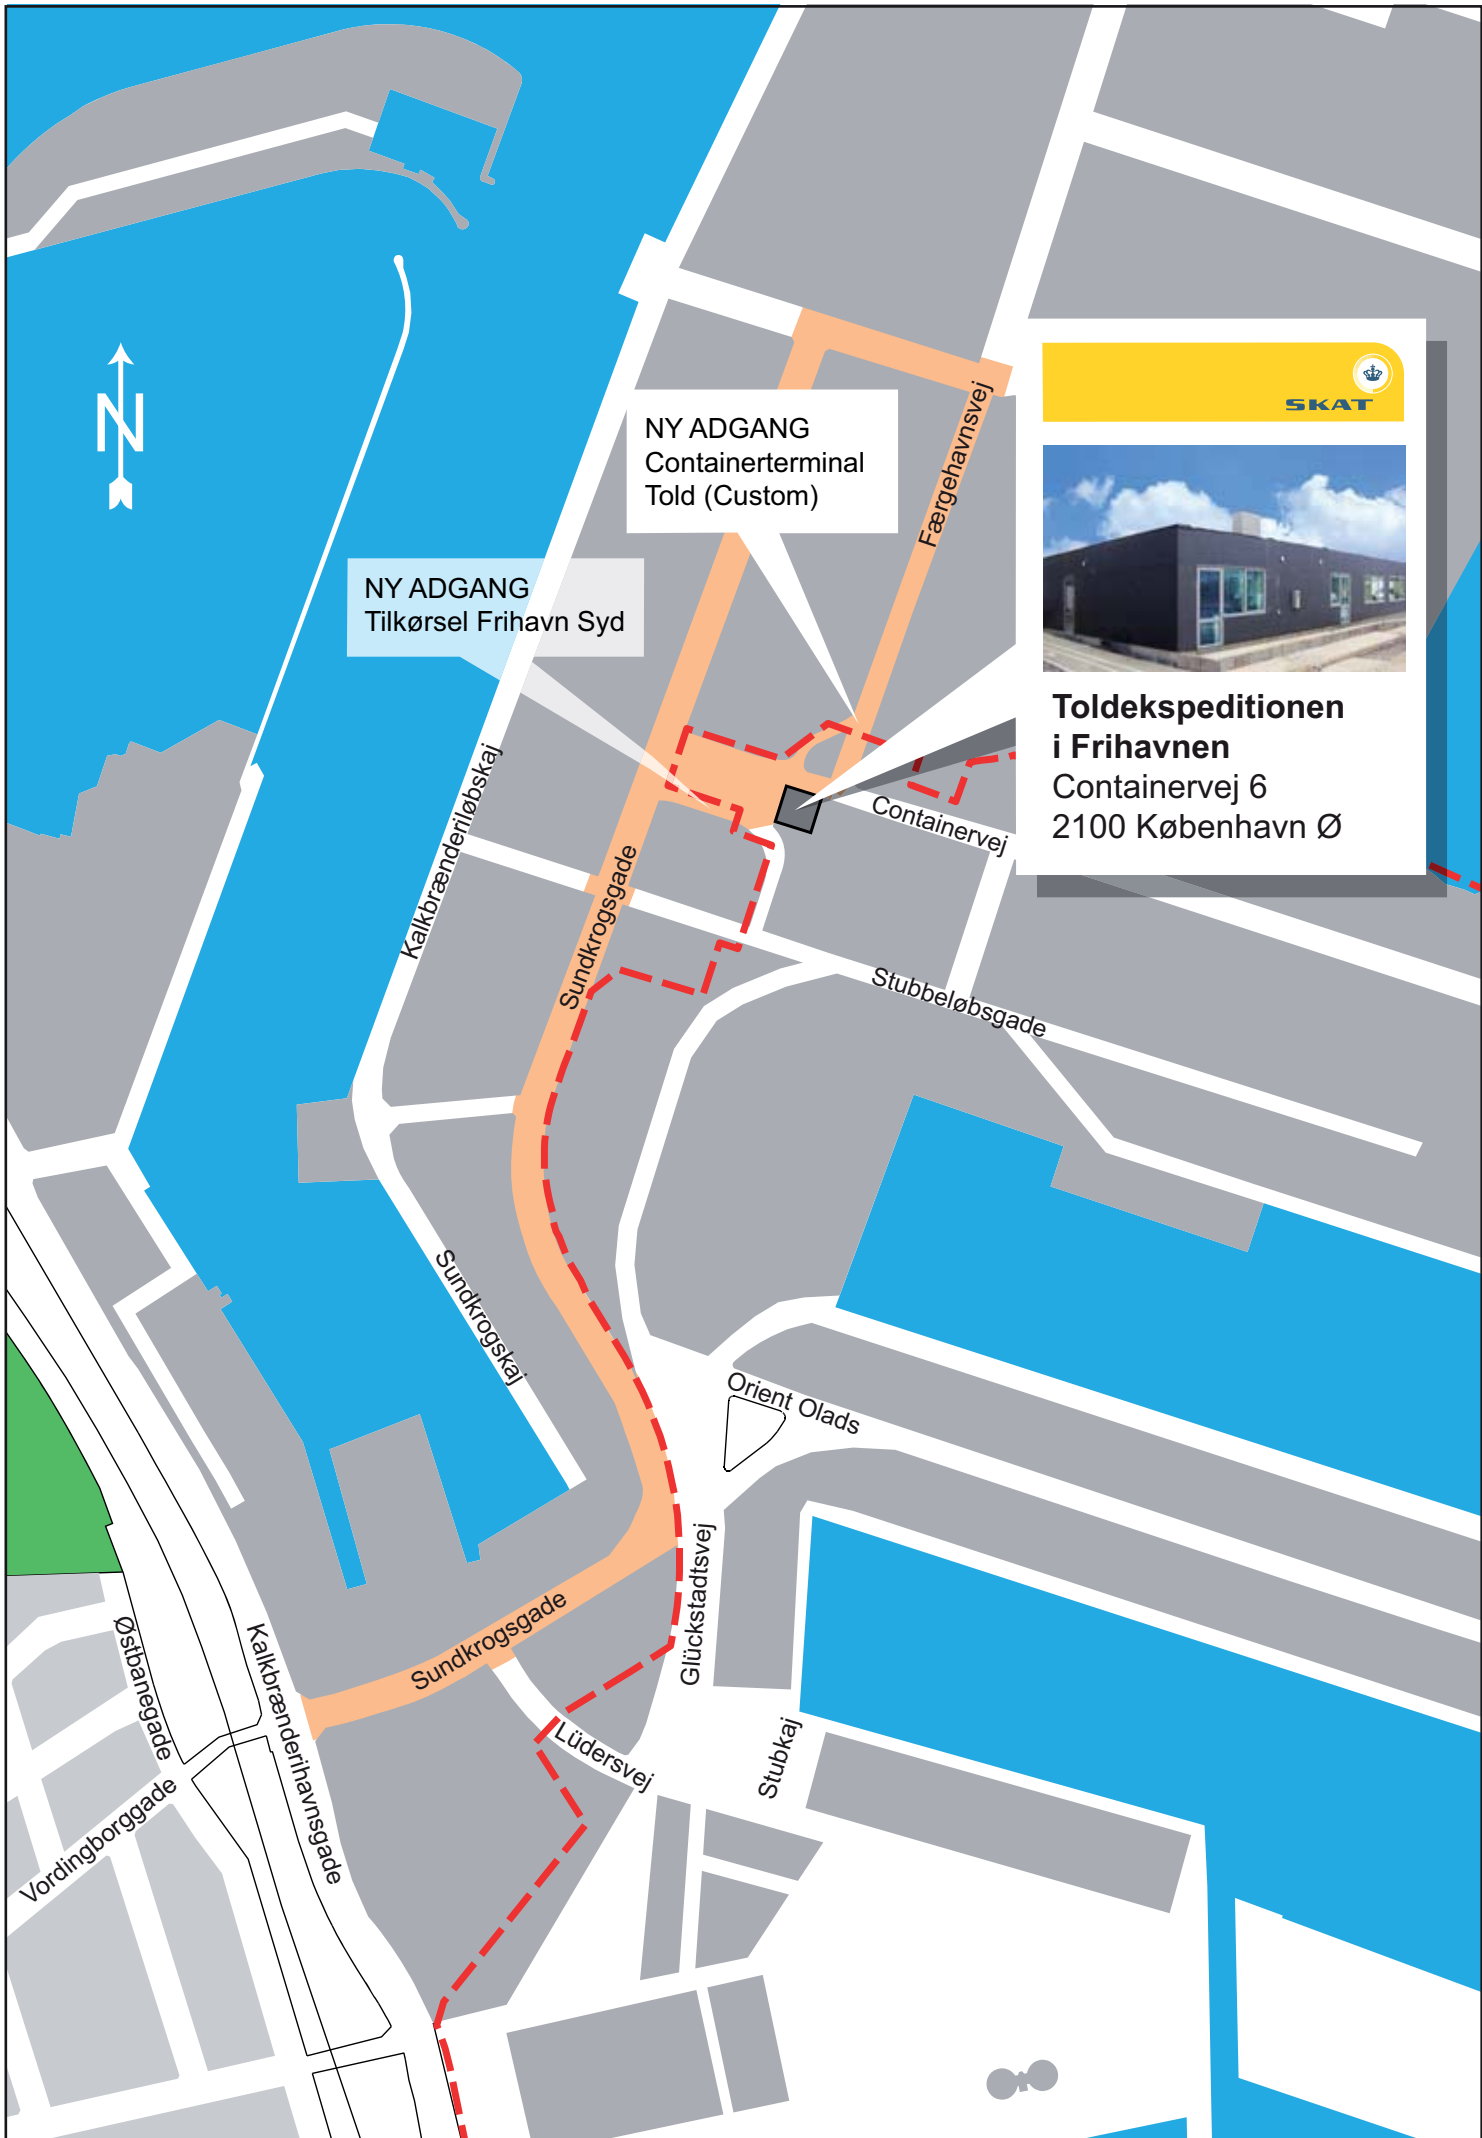 N
SKAT
NY ADGANG
Containerterminal
Told (Custom)
Færgehavnsvej
NY ADGANG
Tilkørsel Frihavn Syd
Toldekspeditionen
i Frihavnen
Containervej 6
2100 København Ø
Kalkbrænderiløbskaj
Containervej
Sundkrogsgade
Stubbeløbsgade
Sundkrogskaj
Orient Olads
Glückstadtsvej
Sundkrogsgade
Østbanegade
Kalkbrænderihavnsgade
Lüdersvej
Stubkaj
Vordingborggade